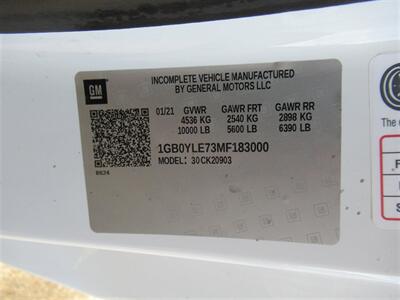 GM
INCOMPLETE VEHICLE MANUFACTURED
BY GENERAL MOTORS LLC
01/21 GVWR GAWR FRT GAWR RR
4536 KG 2540 KG 2898 KG
10000 LB 5600 LB 6390 LB
1GB0YLE73MF183000
MODEL: 30CK20903
The